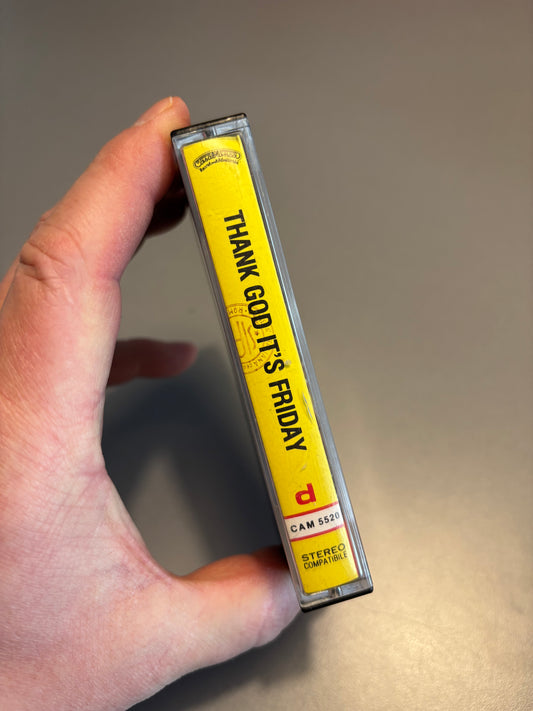 THANK GOD IT'S FRIDAY
d
CAM 5520
STEREO
COMPATIBILE